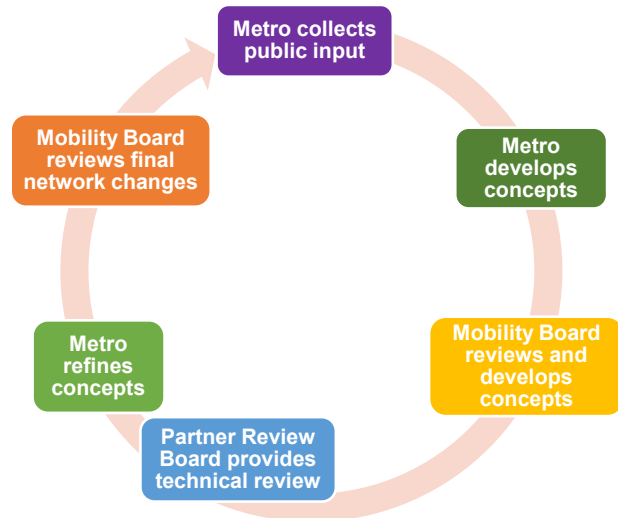 Metro collects
public input
Metro
develops
concepts
Mobility Board
reviews and
develops
concepts
Partner Review
Board provides
technical review
Metro
refines
concepts
Mobility Board
reviews final
network changes